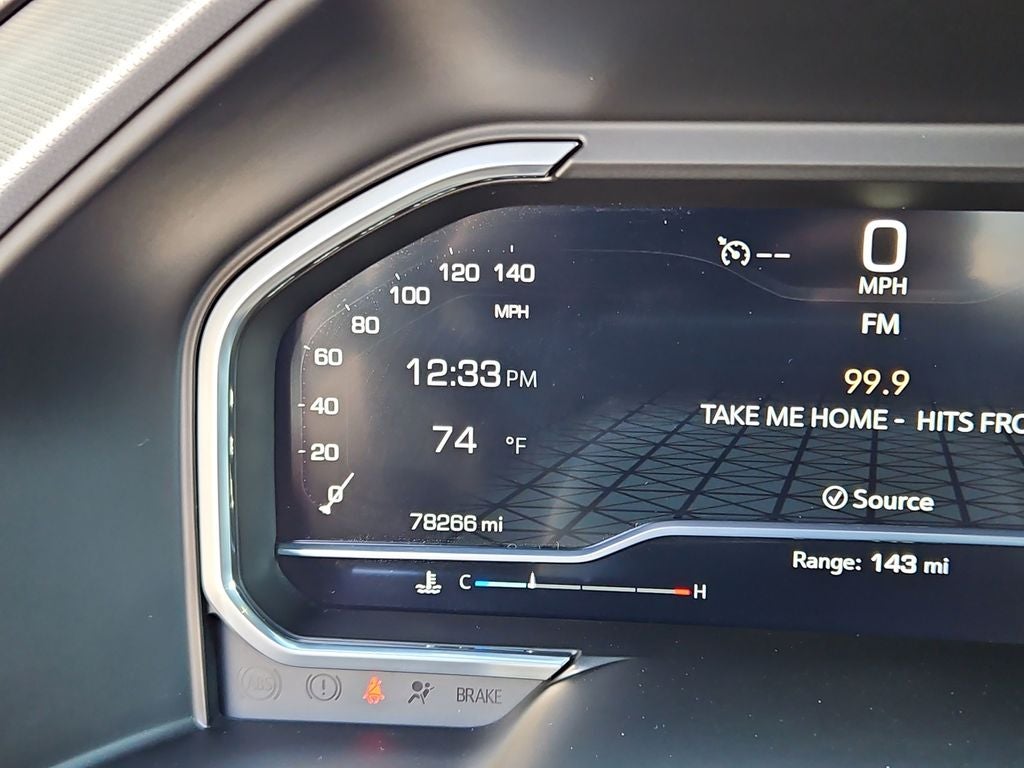 120 140
100
MPH
80
60
40
20
0
12:33 PM
74 °F
78266 mi
--
0
MPH
FM
99.9
TAKE ME HOME - HITS FRO
Source
Range: 143 mi
C H
ABS
BRAKE